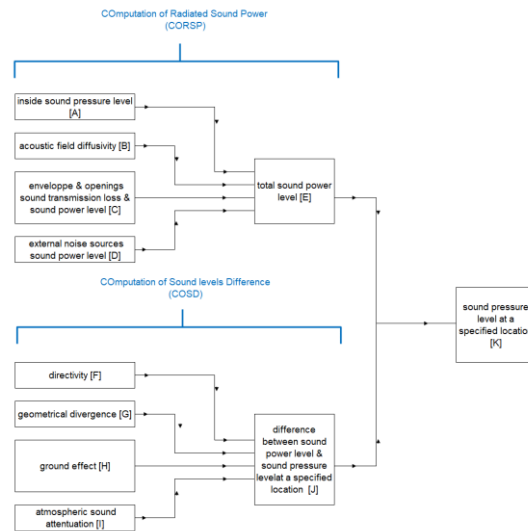 COmputation of Radiated Sound Power
(CORSP)
inside sound pressure level
[A]
acoustic field diffusivity [B]
enveloppe & openings
sound transmission loss &
sound power level [C]
external noise sources
sound power level [D]
total sound power
level [E]
COmputation of Sound levels Difference
(COSD)
sound pressure
level at a
specified location
[K]
directivity [F]
geometrical divergence [G]
ground effect [H]
atmospheric sound
attentuation [I]
difference
between sound
power level &
sound pressure
levelat a specified
location [J]